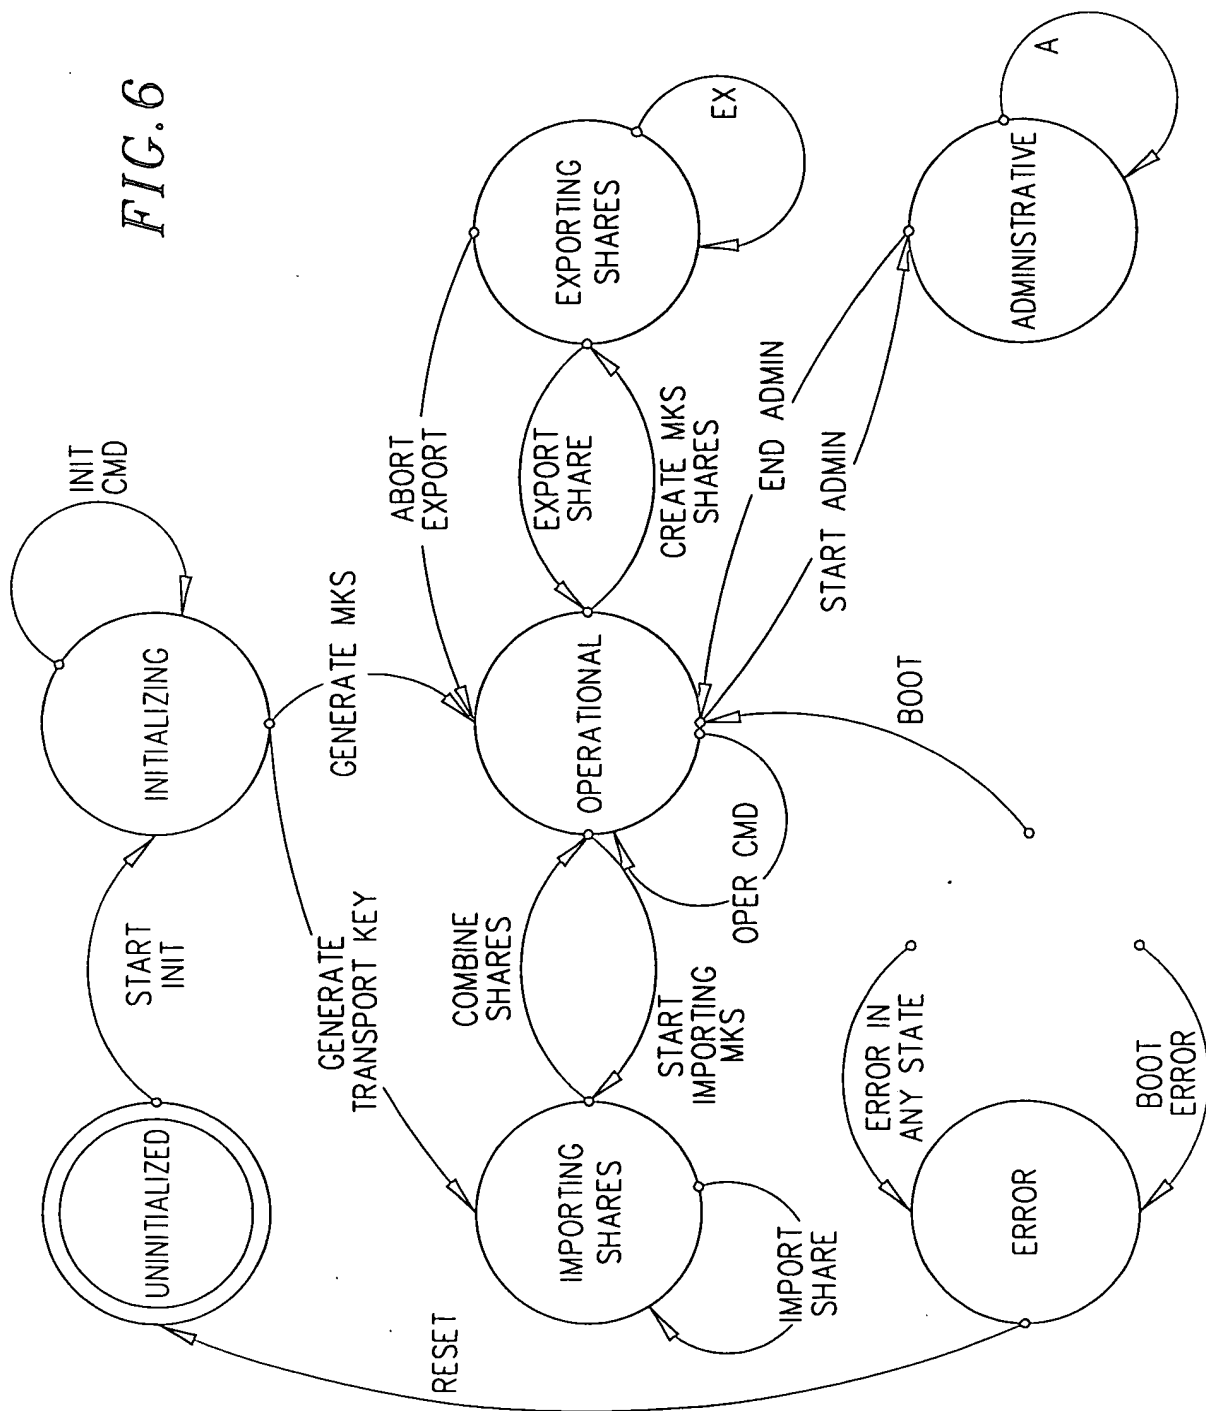 FIG. 6
UNINITIALIZED
START
INIT
INITIALIZING
INIT
CMD
RESET
GENERATE
TRANSPORT KEY
GENERATE MKS
ABORT
EXPORT
IMPORTING
SHARES
COMBINE
SHARES
START
IMPORTING
MKS
IMPORT
SHARE
OPERATIONAL
OPER CMD
EXPORT
SHARE
CREATE MKS
SHARES
EXPORTING
SHARES
EX
END ADMIN
START ADMIN
BOOT
ERROR IN
ANY STATE
BOOT
ERROR
ERROR
ADMINISTRATIVE
A